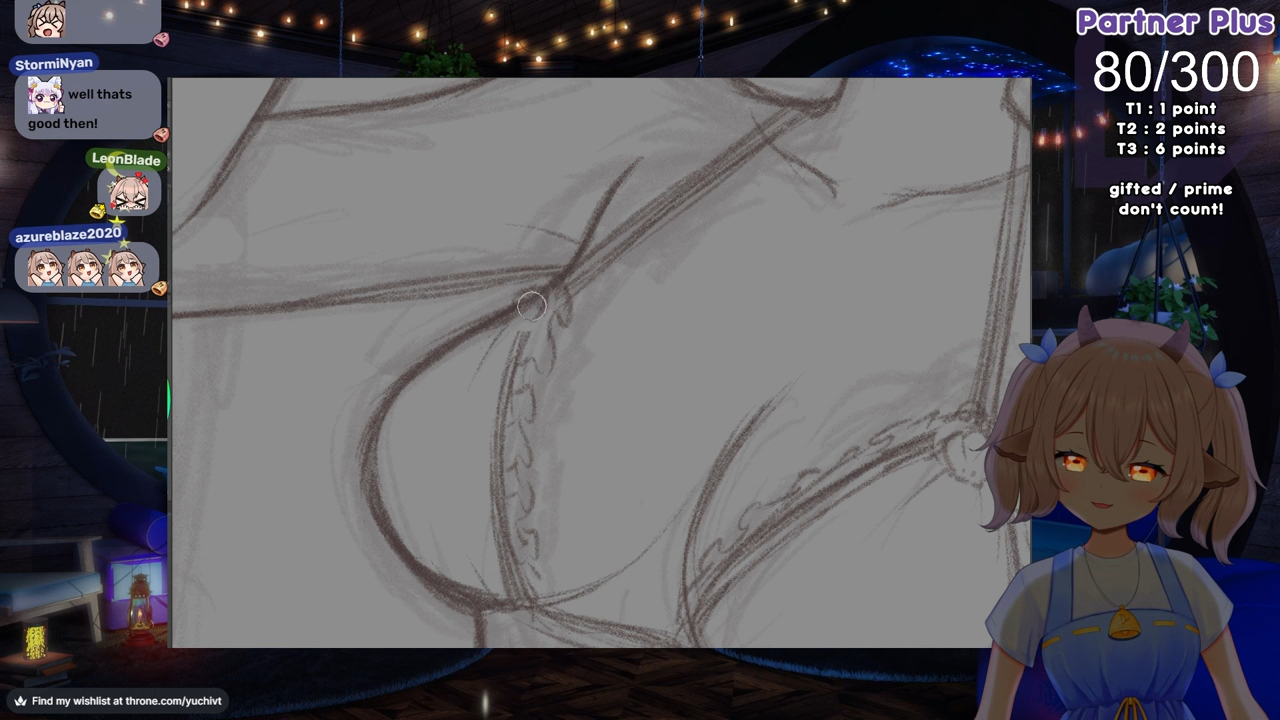 StormiNyan
well thats
good then!
LeonBlade
azureblaze2020
Partner Plus
80/300
T1 : 1 point
T2 : 2 points
T3 : 6 points
gifted / prime
don't count!
Find my wishlist at throne.com/yuchivt